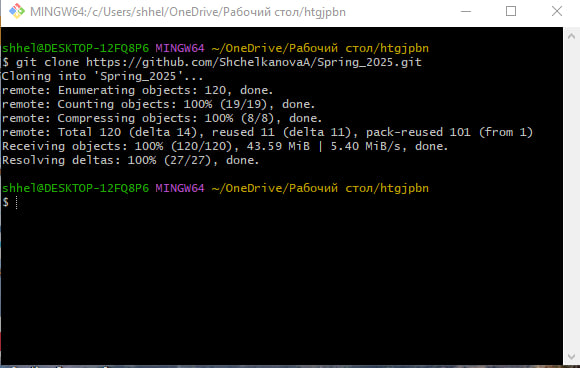 MINGW64:/c/Users/shhel/OneDrive/Рабочий стол/htgjpbn
shhel@DESKTOP-12FQ8P6 MINGW64 ~/OneDrive/Рабочий стол/htgjpbn
$ git clone https://github.com/ShchelkanovaA/Spring_2025.git
Cloning into 'Spring_2025'...
remote: Enumerating objects: 120, done.
remote: Counting objects: 100% (19/19), done.
remote: Compressing objects: 100% (8/8), done.
remote: Total 120 (delta 14), reused 11 (delta 11), pack-reused 101 (from 1)
Receiving objects: 100% (120/120), 43.59 MiB | 5.40 MiB/s, done.
Resolving deltas: 100% (27/27), done.
shhel@DESKTOP-12FQ8P6 MINGW64 ~/OneDrive/Рабочий стол/htgjpbn
$